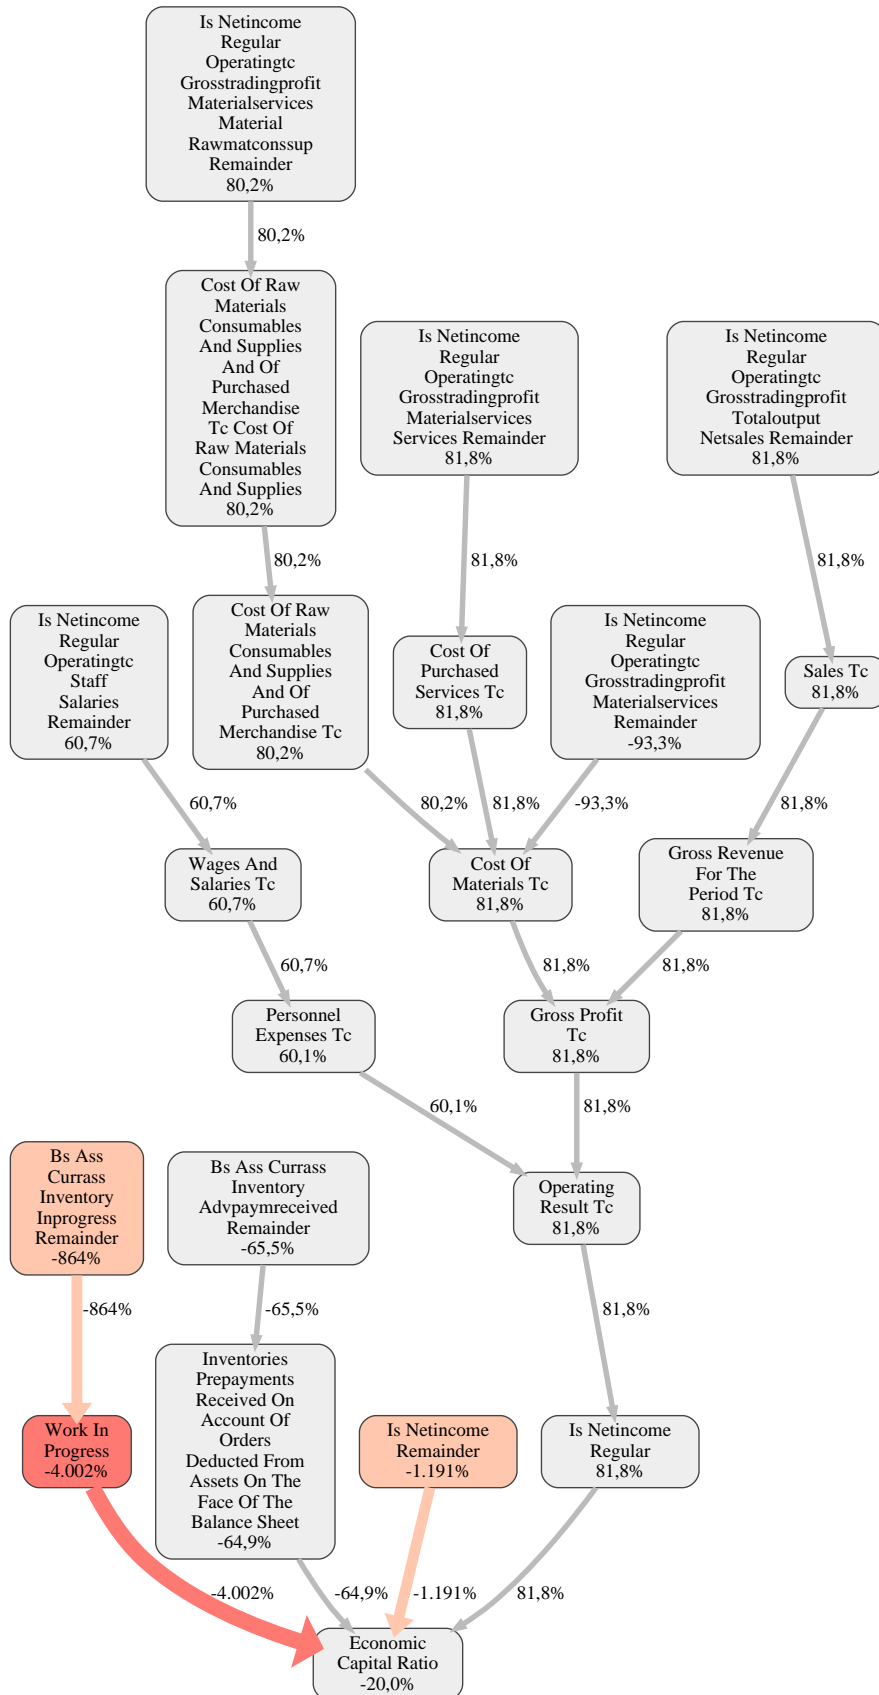 Is Netincome
Regular
Operatingtc
Grosstradingprofit
Materialservices
Material
Rawmatconssup
Remainder
80,2%
80,2%
Cost Of Raw
Materials
Consumables
And Supplies
And Of
Purchased
Merchandise
Tc Cost Of
Raw Materials
Consumables
And Supplies
80,2%
Is Netincome
Regular
Operatingtc
Grosstradingprofit
Materialservices
Services Remainder
81,8%
Is Netincome
Regular
Operatingtc
Grosstradingprofit
Totaloutput
Netsales Remainder
81,8%
80,2%
81,8%
81,8%
Is Netincome
Regular
Operatingtc
Staff
Salaries
Remainder
60,7%
Cost Of Raw
Materials
Consumables
And Supplies
And Of
Purchased
Merchandise Tc
80,2%
Cost Of
Purchased
Services Tc
81,8%
Is Netincome
Regular
Operatingtc
Grosstradingprofit
Materialservices
Remainder
-93,3%
Sales Tc
81,8%
60,7%
80,2%
81,8%
-93,3%
81,8%
Wages And
Salaries Tc
60,7%
Cost Of
Materials Tc
81,8%
Gross Revenue
For The
Period Tc
81,8%
60,7%
81,8%
81,8%
Personnel
Expenses Tc
60,1%
Gross Profit
Tc
81,8%
60,1%
81,8%
Bs Ass
Currass
Inventory
Inprogress
Remainder
-864%
Bs Ass Currass
Inventory
Advpaymreceived
Remainder
-65,5%
Operating
Result Tc
81,8%
-864%
-65,5%
81,8%
Work In
Progress
-4.002%
Inventories
Prepayments
Received On
Account Of
Orders
Deducted From
Assets On The
Face Of The
Balance Sheet
-64,9%
Is Netincome
Remainder
-1.191%
Is Netincome
Regular
81,8%
-4.002%
-64,9%
-1.191%
81,8%
Economic
Capital Ratio
-20,0%